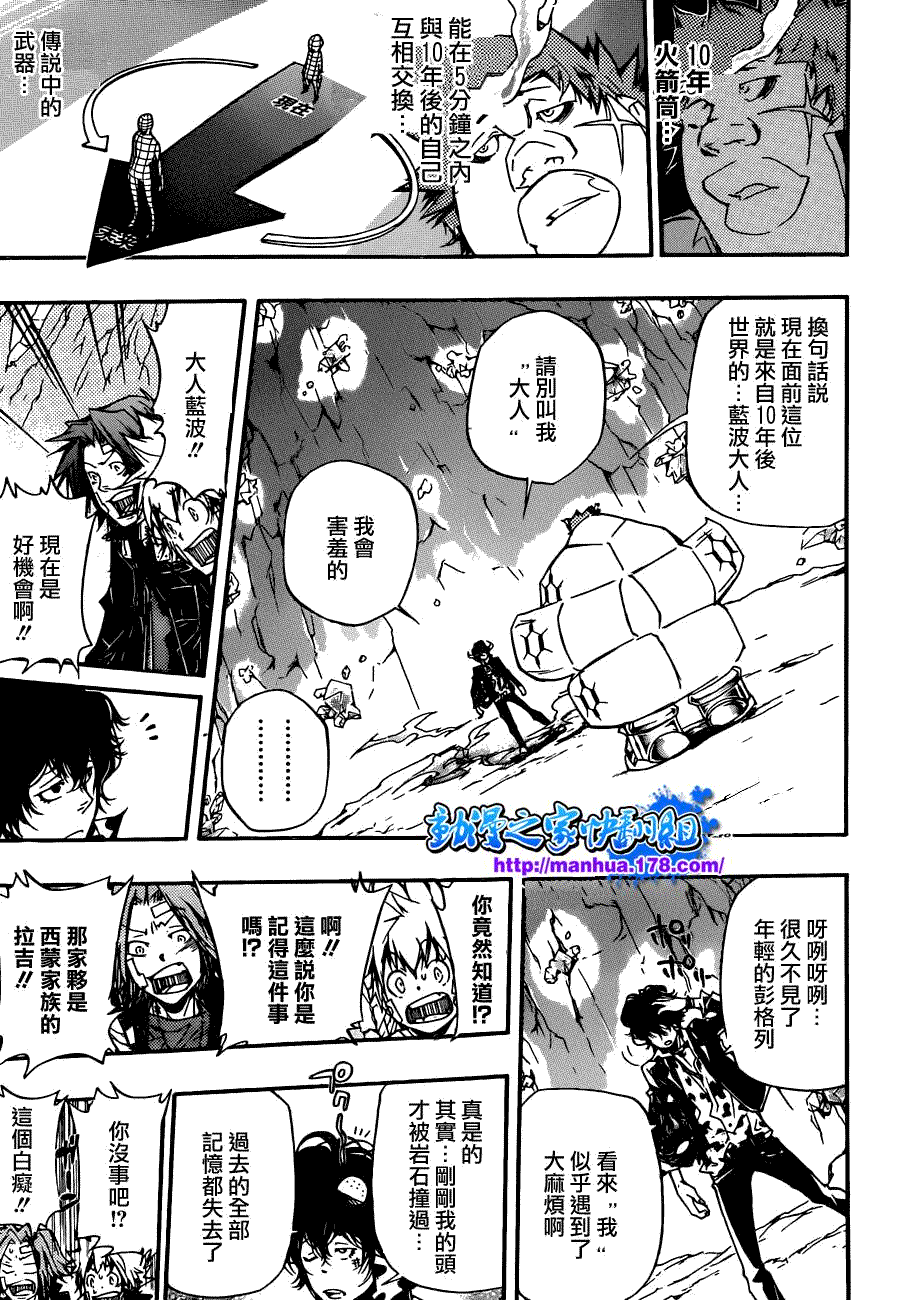 10年
火箭筒…
能在5分鐘之內
與10年後的自己
互相交換…
現在
未來
傳說中的
武器…
換句話說
現在面前這位
就是來自10年後
世界的…藍波大人…
請別叫我
”大人“
我會
害羞的
…………
大人藍波!!
現在是
好機會啊!!
動漫之家快翻組
http://manhua.178.com/
呀咧呀咧…
很久不見了
年輕的彭格列
ポリ
ポリ
看來”我“
似乎遇到了
大麻煩啊
你竟然知道!?
啊!!
這麼說你是
記得這件事
嗎!?
那家夥是
西蒙家族的
拉吉!!
真是的
其實…剛剛我的頭
才被岩石撞過…
過去的全部
記憶都失去了
你沒事吧!?
這個白癡!!